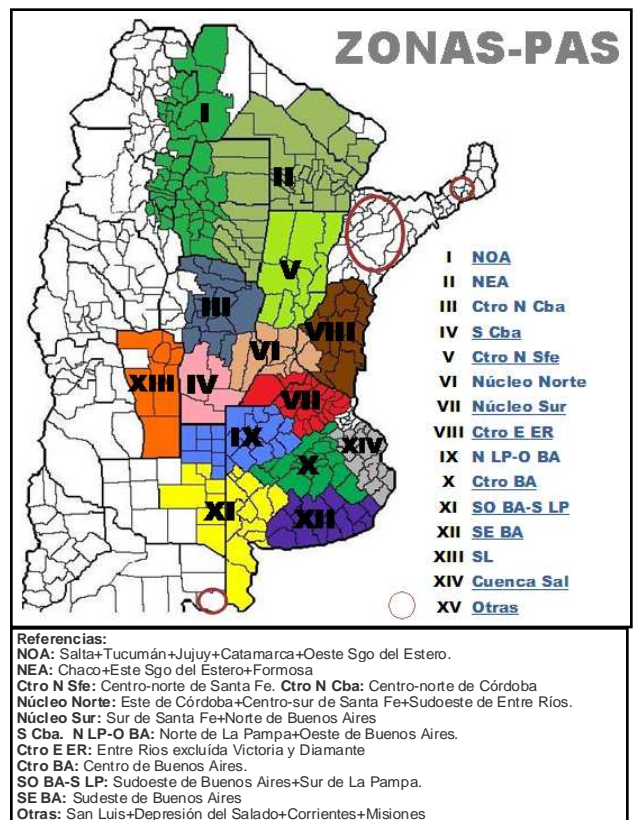 ZONAS-PAS
I
II
V
III
VIII
VI
XIII
IV
VII
IX
XIV
X
XI
XII
I NOA
II NEA
III Ctro N Cba
IV S Cba
V Ctro N Sfe
VI Núcleo Norte
VII Núcleo Sur
VIII Ctro E ER
IX N LP-O BA
X Ctro BA
XI SO BA-S LP
XII SE BA
XIII SL
XIV Cuenca Sal
XV Otras
Referencias:
NOA: Salta+Tucumán+Jujuy+Catamarca+Oeste Sgo del Estero.
NEA: Chaco+Este Sgo del Estero+Formosa
Ctro N Sfe: Centro-norte de Santa Fe. Ctro N Cba: Centro-norte de Córdoba
Núcleo Norte: Este de Córdoba+Centro-sur de Santa Fe+Sudoeste de Entre Ríos.
Núcleo Sur: Sur de Santa Fe+Norte de Buenos Aires
S Cba. N LP-O BA: Norte de La Pampa+Oeste de Buenos Aires.
Ctro E ER: Entre Rios excluída Victoria y Diamante
Ctro BA: Centro de Buenos Aires.
SO BA-S LP: Sudoeste de Buenos Aires+Sur de La Pampa.
SE BA: Sudeste de Buenos Aires
Otras: San Luis+Depresión del Salado+Corrientes+Misiones